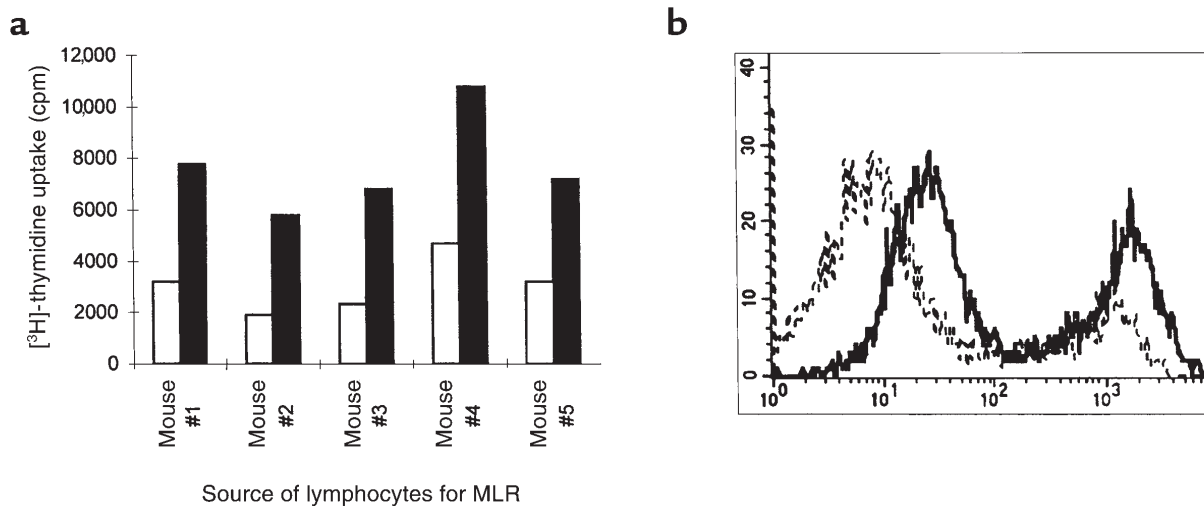 a
b
[³H]-thymidine uptake (cpm)
12,000
10,000
8000
6000
4000
2000
0
Mouse #1
Mouse #2
Mouse #3
Mouse #4
Mouse #5
Source of lymphocytes for MLR
40
30
20
10
0
10⁰
10¹
10²
10³